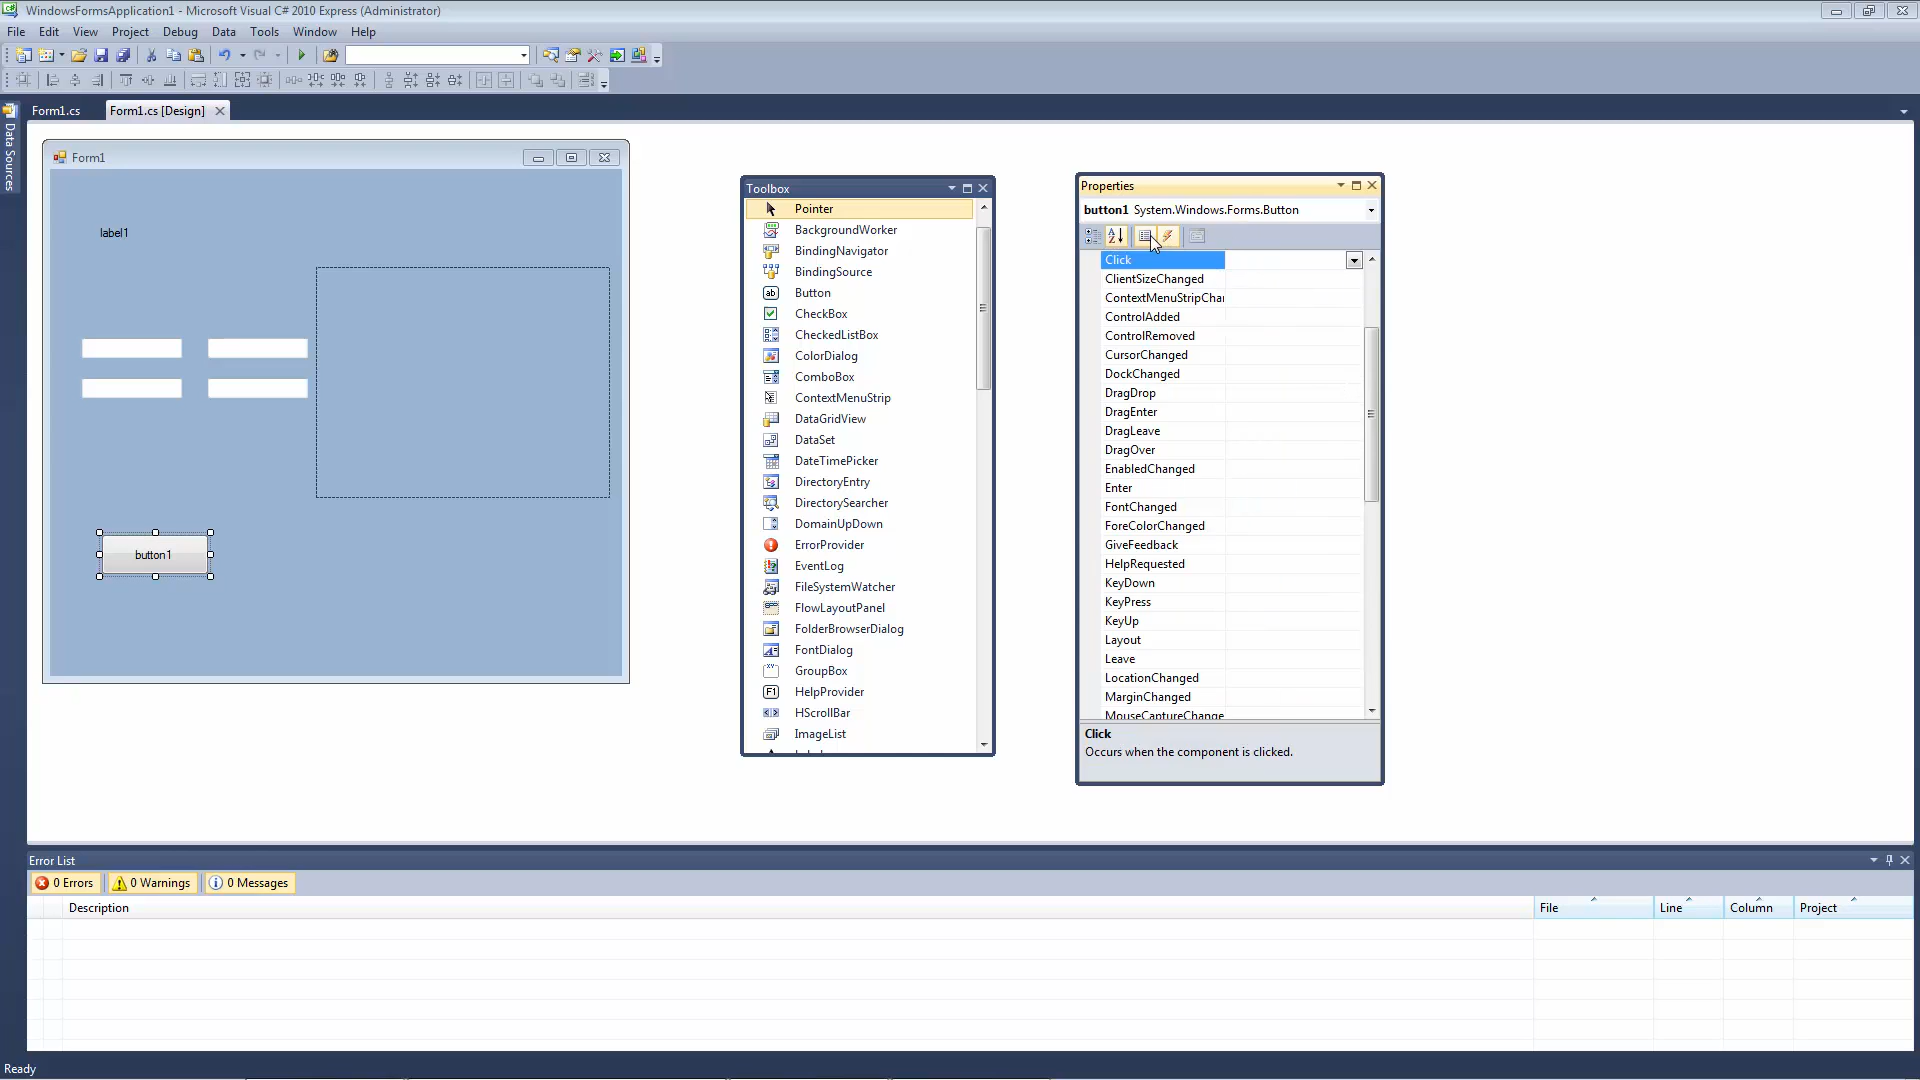 WindowsFormsApplication1 - Microsoft Visual C# 2010 Express (Administrator)
File Edit View Project Debug Data Tools Window Help
Form1.cs Form1.cs [Design]
Data Sources
Form1
label1
button1
Toolbox
Pointer
BackgroundWorker
BindingNavigator
BindingSource
Button
CheckBox
CheckedListBox
ColorDialog
ComboBox
ContextMenuStrip
DataGridView
DataSet
DateTimePicker
DirectoryEntry
DirectorySearcher
DomainUpDown
ErrorProvider
EventLog
FileSystemWatcher
FlowLayoutPanel
FolderBrowserDialog
FontDialog
GroupBox
HelpProvider
HScrollBar
ImageList
Properties
button1 System.Windows.Forms.Button
Click
ClientSizeChanged
ContextMenuStripChar
ControlAdded
ControlRemoved
CursorChanged
DockChanged
DragDrop
DragEnter
DragLeave
DragOver
EnabledChanged
Enter
FontChanged
ForeColorChanged
GiveFeedback
HelpRequested
KeyDown
KeyPress
KeyUp
Layout
Leave
LocationChanged
MarginChanged
MouseCaptureChange
Click
Occurs when the component is clicked.
Error List
0 Errors 0 Warnings 0 Messages
Description File Line Column Project
Ready